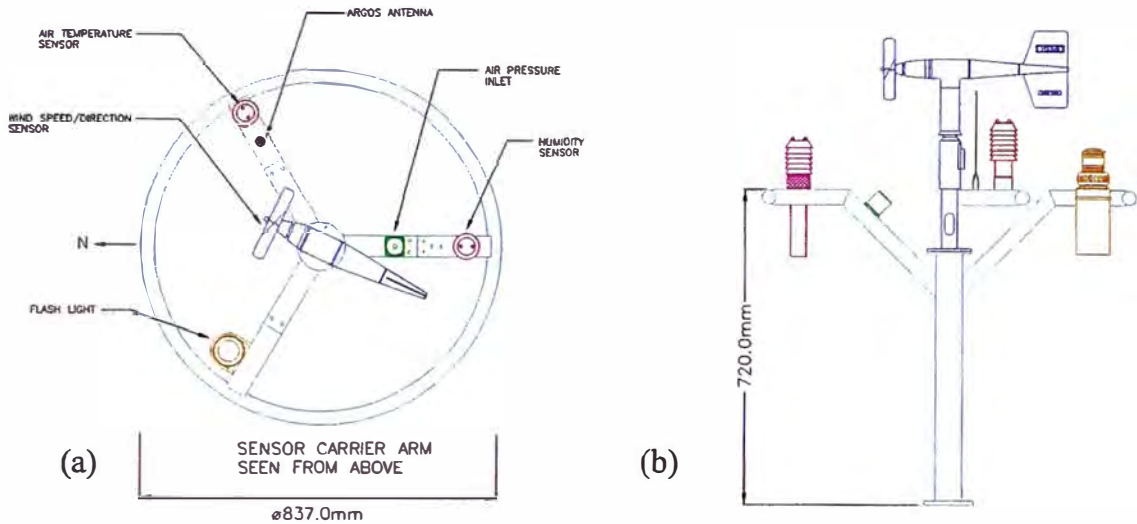 ARGOS ANTENNA
AIR TEMPERATURE
SENSOR
AIR PRESSURE
INLET
WIND SPEED/DIRECTION
SENSOR
HUMIDITY
SENSOR
N
FLASH LIGHT
(a)
SENSOR CARRIER ARM
SEEN FROM ABOVE
ø837.0mm
720.0mm
(b)